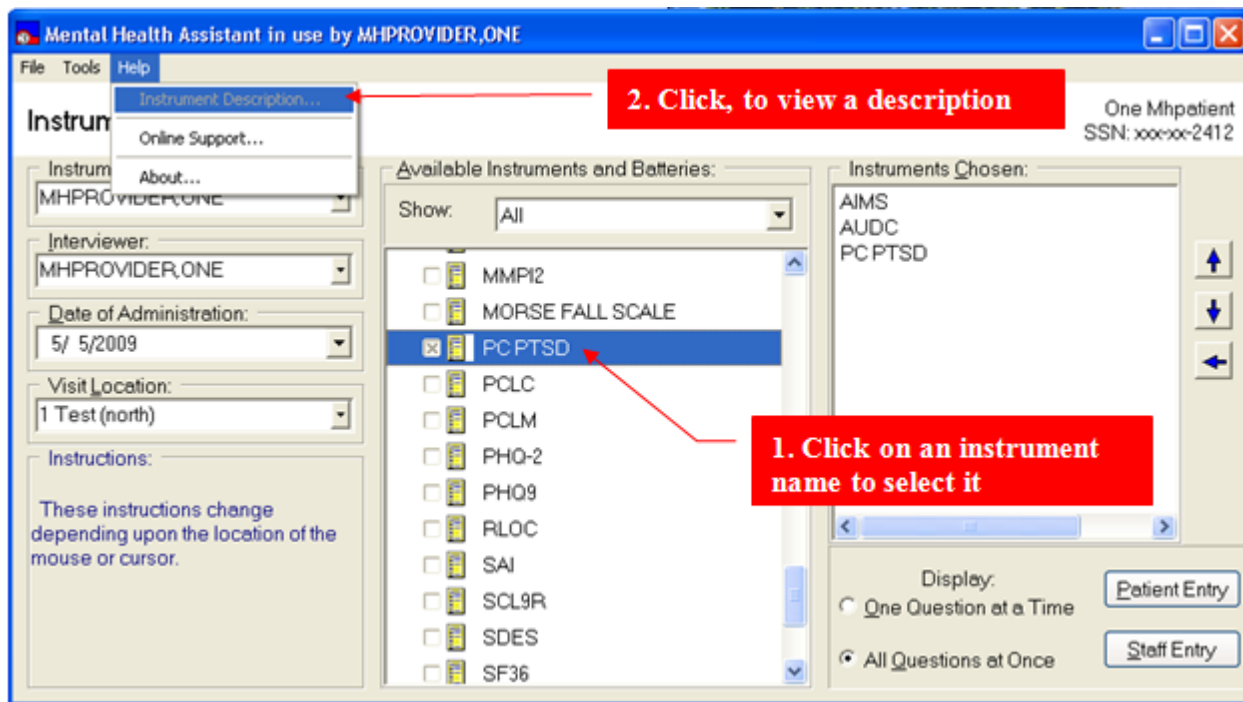 Mental Health Assistant in use by MHPROVIDER,ONE
File Tools Help
Instrument Description...
Online Support...
About...
2. Click, to view a description
Instrum
One Mhpatient
SSN: xxx-xx-2412
Instrum
MHPROVIDER,ONE
Interviewer:
MHPROVIDER,ONE
Date of Administration:
5/ 5/2009
Visit Location:
1 Test (north)
Instructions:
These instructions change
depending upon the location of the
mouse or cursor.
Available Instruments and Batteries:
Show: All
MMPI2
MORSE FALL SCALE
PC PTSD
PCLC
PCLM
PHQ-2
PHQ9
RLOC
SAI
SCL9R
SDES
SF36
1. Click on an instrument
name to select it
Instruments Chosen:
AIMS
AUDC
PC PTSD
Display:
One Question at a Time
All Questions at Once
Patient Entry
Staff Entry